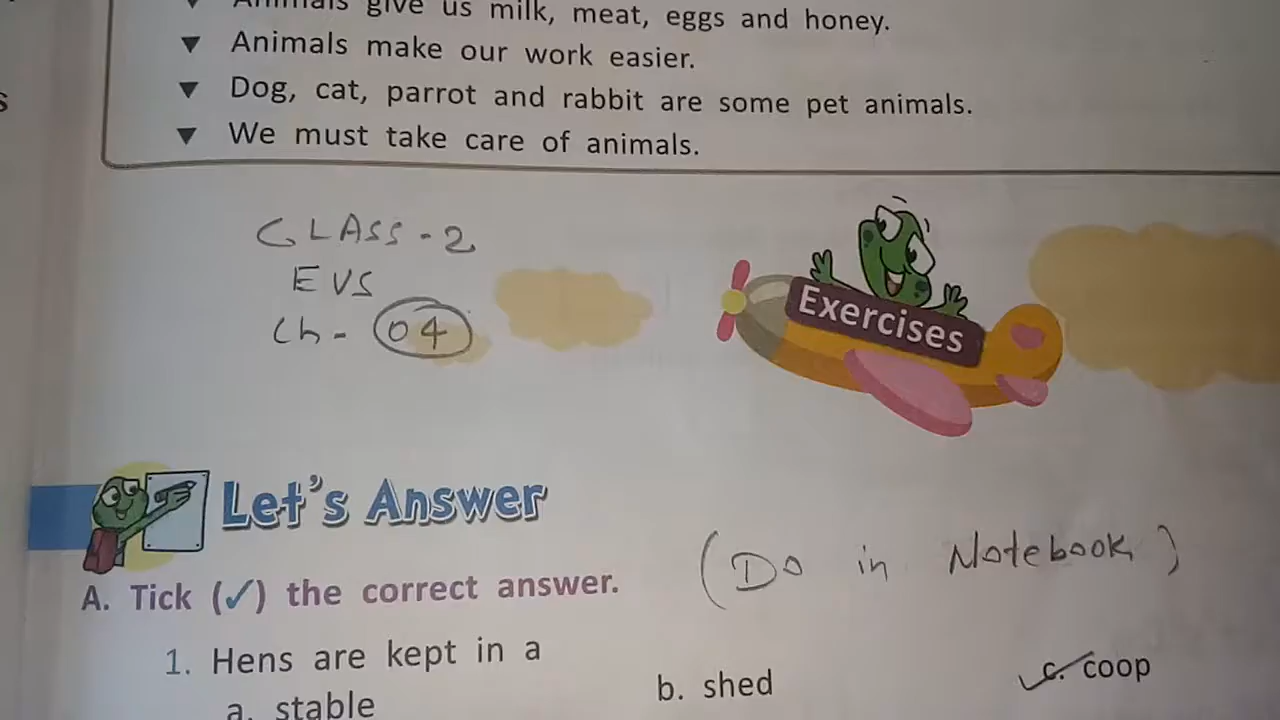 Animals give us milk, meat, eggs and honey.
▼ Animals make our work easier.
▼ Dog, cat, parrot and rabbit are some pet animals.
▼ We must take care of animals.
CLASS-2
EVS
Ch- 04
Exercises
Let's Answer
(Do in Notebook)
A. Tick (✓) the correct answer.
1. Hens are kept in a
a. stable b. shed c. coop